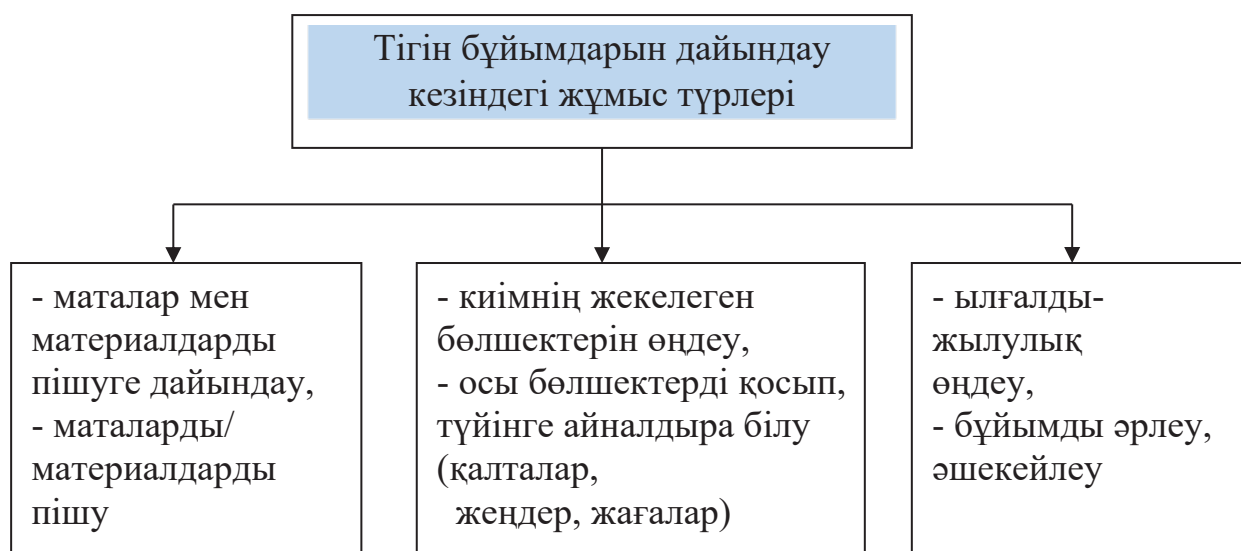 Тігін бұйымдарын дайындау
кезіндегі жұмыс түрлері
- маталар мен
материалдарды
пішуге дайындау,
- маталарды/
материалдарды
пішу
- киімнің жекелеген
бөлшектерін өңдеу,
- осы бөлшектерді қосып,
түйінге айналдыра білу
(қалталар,
жеңдер, жағалар)
- ылғалды-
жылулық
өңдеу,
- бұйымды әрлеу,
әшекейлеу